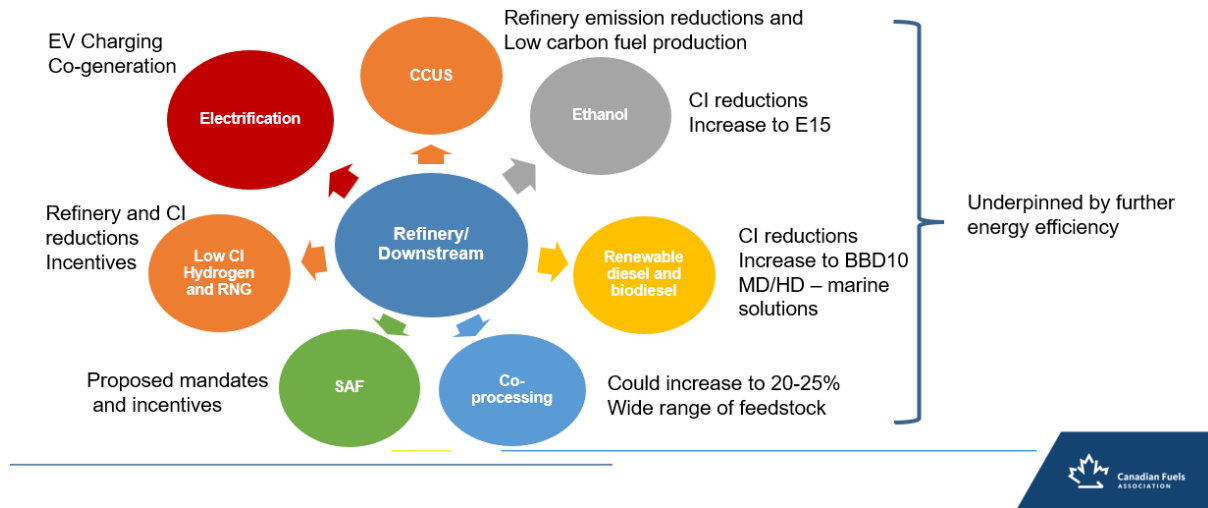 Refinery emission reductions and
Low carbon fuel production
EV Charging
Co-generation
CCUS
Electrification
Ethanol
CI reductions
Increase to E15
Refinery/
Downstream
Underpinned by further
energy efficiency
Refinery and CI
reductions
Incentives
Low CI
Hydrogen
and RNG
Renewable
diesel and
biodiesel
CI reductions
Increase to BBD10
MD/HD – marine
solutions
Proposed mandates
and incentives
SAF
Co-
processing
Could increase to 20-25%
Wide range of feedstock
Canadian Fuels
ASSOCIATION